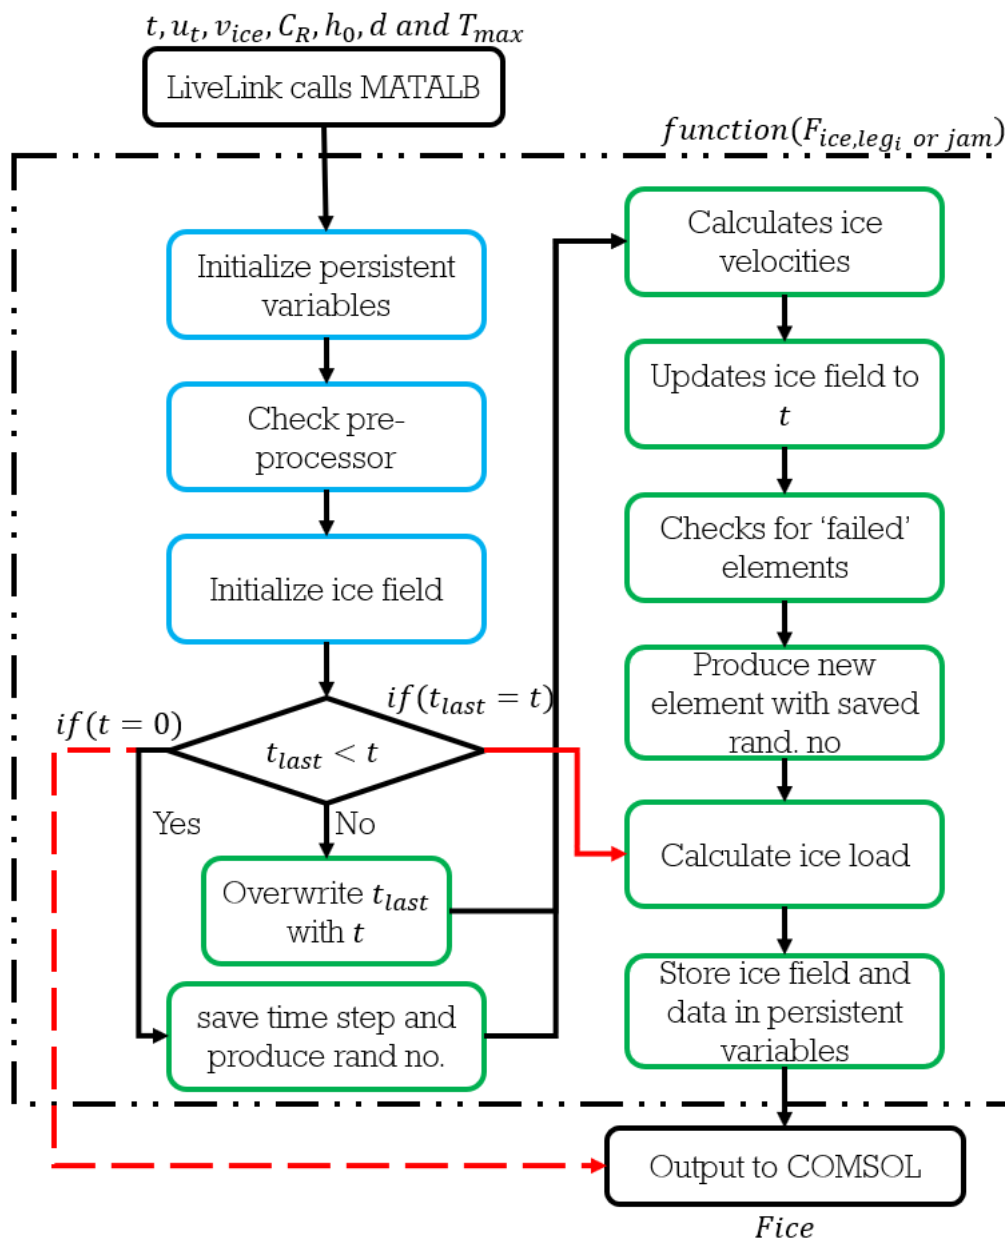 t, u_t, v_ice, C_R, h_0, d and T_max
LiveLink calls MATALB
function(F_ice,leg_i or jam)
Initialize persistent
variables
Check pre-
processor
Initialize ice field
if(t = 0)
if(t_last = t)
t_last < t
Yes
No
Overwrite t_last
with t
save time step and
produce rand no.
Calculates ice
velocities
Updates ice field to
t
Checks for ‘failed’
elements
Produce new
element with saved
rand. no
Calculate ice load
Store ice field and
data in persistent
variables
Output to COMSOL
Fice